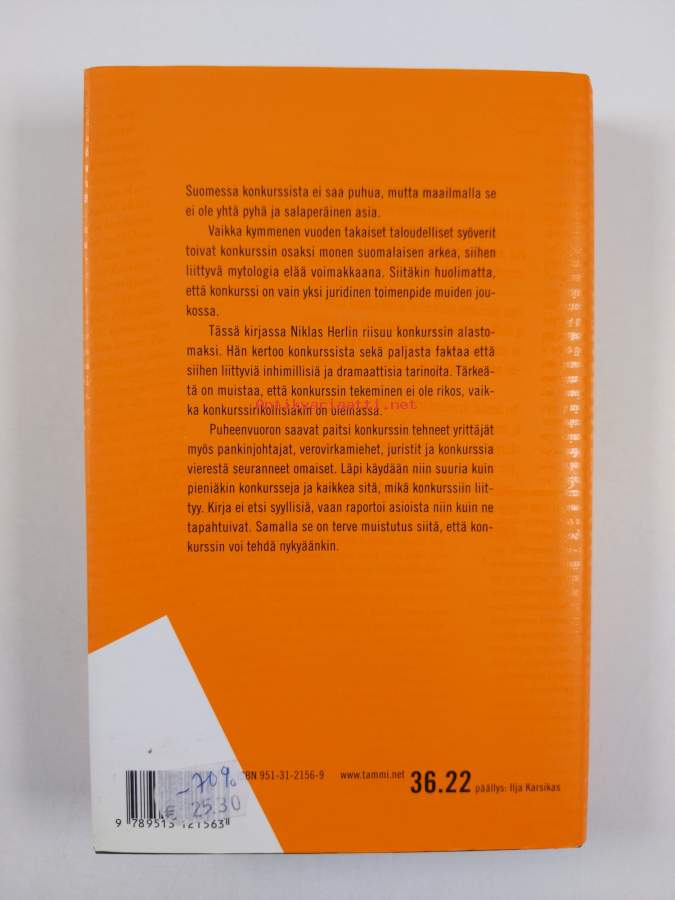 Suomessa konkurssista ei saa puhua, mutta maailmalla se
ei ole yhtä pyhä ja salaperäinen asia.
Vaikka kymmenen vuoden takaiset taloudelliset syöverit
toivat konkurssin osaksi monen suomalaisen arkea, siihen
liittyvä mytologia elää voimakkaana. Siitäkin huolimatta,
että konkurssi on vain yksi juridinen toimenpide muiden jou-
kossa.
Tässä kirjassa Niklas Herlin riisuu konkurssin alasto-
maksi. Hän kertoo konkurssista sekä paljasta faktaa että
siihen liittyviä inhimillisiä ja dramaattisia tarinoita. Tärkeä-
tä on muistaa, että konkurssin tekeminen ei ole rikos, vaik-
ka konkurssirikollisiakin on olemassa.
Antikvariaatti.net
Puheenvuoron saavat paitsi konkurssin tehneet yrittäjät
myös pankinjohtajat, verovirkamiehet, juristit ja konkurssia
vierestä seuranneet omaiset. Läpi käydään niin suuria kuin
pieniäkin konkursseja ja kaikkea sitä, mikä konkurssiin liit-
tyy. Kirja ei etsi syyllisiä, vaan raportoi asioista niin kuin ne
tapahtuivat. Samalla se on terve muistutus siitä, että kon-
kurssin voi tehdä nykyäänkin.
BN 951-31-2156-9 www.tammi.net 36.22 päällys: Ilja Karsikas
-70%
€ 25.30
9 789513 121563